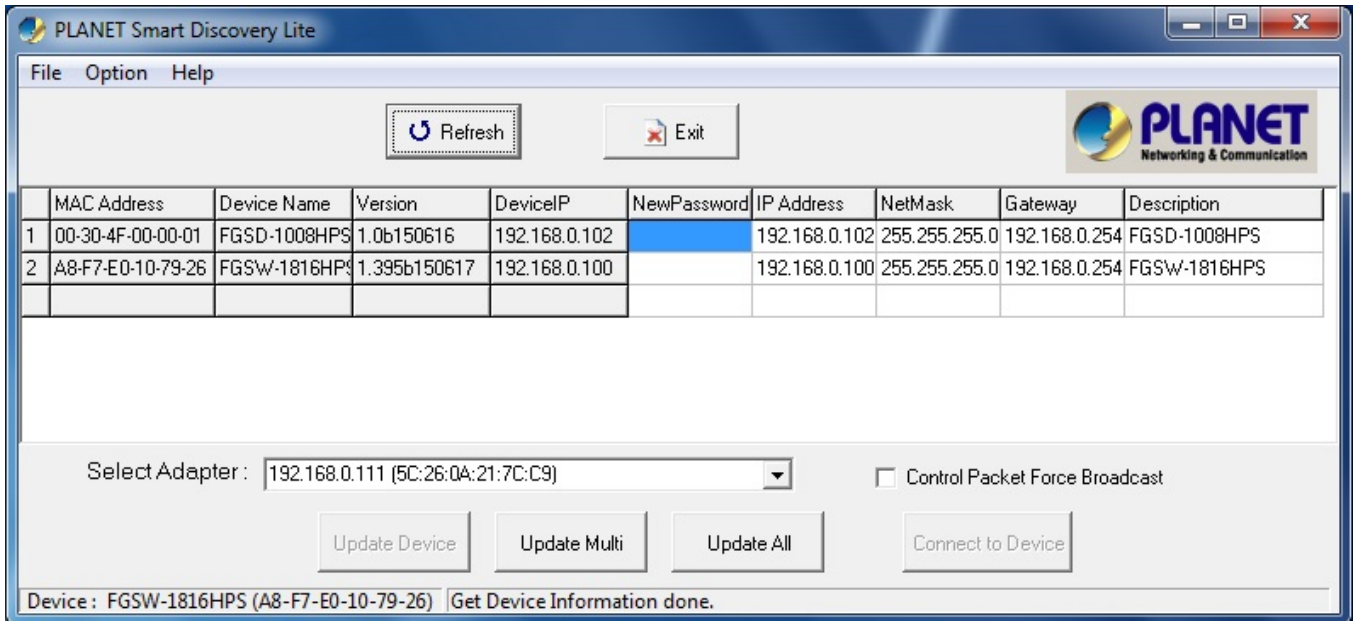 PLANET Smart Discovery Lite
File Option Help
Refresh Exit PLANET
Networking & Communication
MAC Address Device Name Version DeviceIP NewPassword IP Address NetMask Gateway Description
1 00-30-4F-00-00-01 FGSD-1008HPS 1.0b150616 192.168.0.102 192.168.0.102 255.255.255.0 192.168.0.254 FGSD-1008HPS
2 A8-F7-E0-10-79-26 FGSW-1816HPS 1.395b150617 192.168.0.100 192.168.0.100 255.255.255.0 192.168.0.254 FGSW-1816HPS
Select Adapter : 192.168.0.111 (5C:26:0A:21:7C:C9) Control Packet Force Broadcast
Update Device Update Multi Update All Connect to Device
Device : FGSW-1816HPS (A8-F7-E0-10-79-26) Get Device Information done.